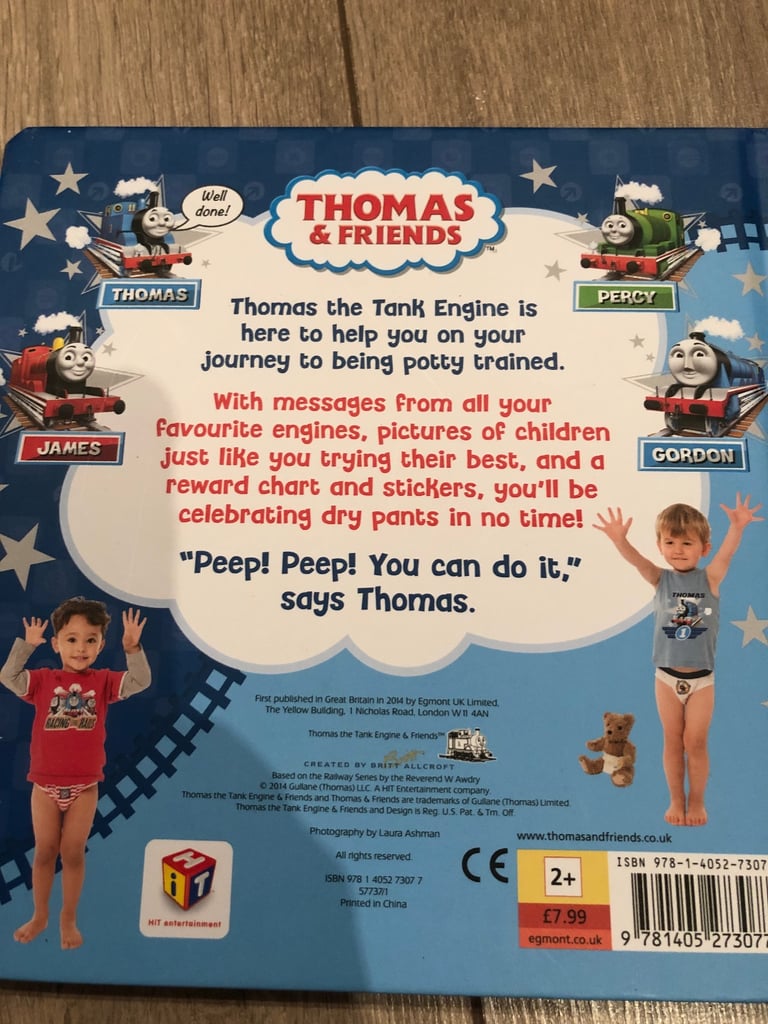 Well
done!
THOMAS
& FRIENDS
TM
THOMAS
PERCY
JAMES
GORDON
Thomas the Tank Engine is
here to help you on your
journey to being potty trained.
With messages from all your
favourite engines, pictures of children
just like you trying their best, and a
reward chart and stickers, you'll be
celebrating dry pants in no time!
"Peep! Peep! You can do it,"
says Thomas.
THOMAS
1
RACING RAILS
First published in Great Britain in 2014 by Egmont UK Limited,
The Yellow Building, 1 Nicholas Road, London W11 4AN
Thomas the Tank Engine & Friends™
CREATED BY BRITT ALLCROFT
Based on the Railway Series by the Reverend W Awdry
© 2014 Gullane (Thomas) LLC. A HIT Entertainment company.
Thomas the Tank Engine & Friends and Thomas & Friends are trademarks of Gullane (Thomas) Limited.
Thomas the Tank Engine & Friends and Design is Reg. U.S. Pat. & Tm. Off.
Photography by Laura Ashman
All rights reserved.
ISBN 978 1 4052 7307 7
57737/1
Printed in China
HiT
HiT entertainment
CE
www.thomasandfriends.co.uk
2+
£7.99
egmont.co.uk
ISBN 978-1-4052-7307
9 781405 273077